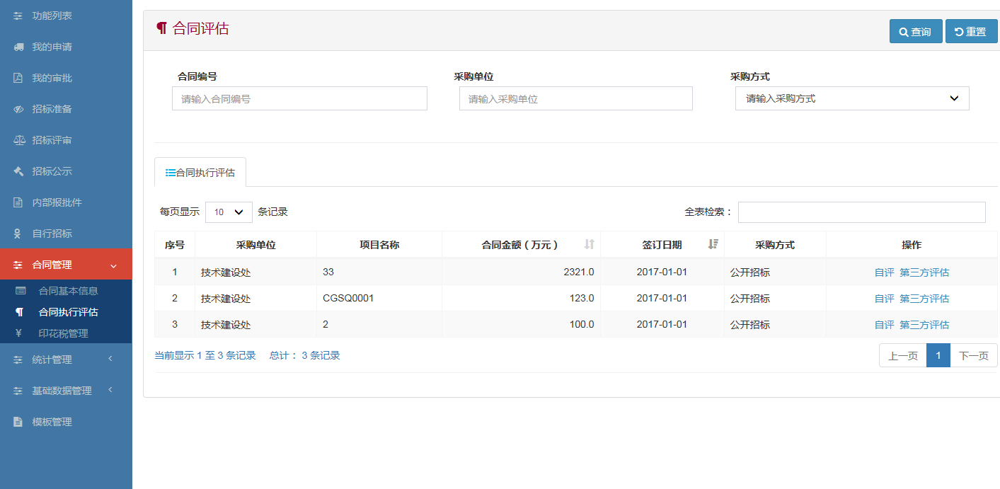 功能列表
我的申请
我的审批
招标准备
招标评审
招标公示
内部报批件
自行招标
合同管理
合同基本信息
合同执行评估
¥ 印花税管理
统计管理
基础数据管理
模板管理
¶ 合同评估
查询 重置
合同编号 采购单位 采购方式
请输入合同编号 请输入采购单位 请输入采购方式
合同执行评估
每页显示 10 条记录 全表检索：
序号 采购单位 项目名称 合同金额（万元） 签订日期 采购方式 操作
1 技术建设处 33 2321.0 2017-01-01 公开招标 自评 第三方评估
2 技术建设处 CGSQ0001 123.0 2017-01-01 公开招标 自评 第三方评估
3 技术建设处 2 100.0 2017-01-01 公开招标 自评 第三方评估
当前显示 1 至 3 条记录 总计： 3 条记录 上一页 1 下一页